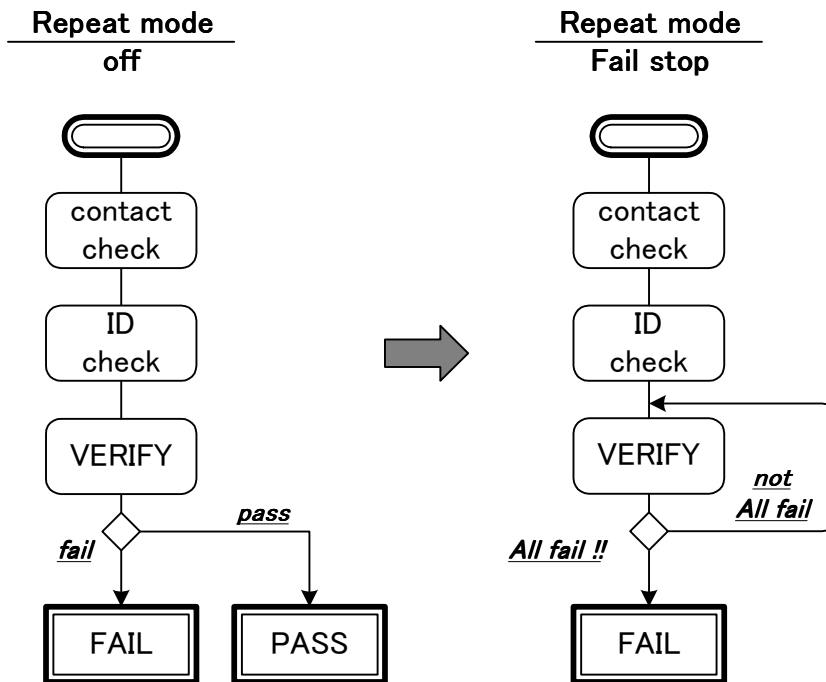 Repeat mode
off
contact
check
ID
check
VERIFY
pass
fail
FAIL
PASS
Repeat mode
Fail stop
contact
check
ID
check
VERIFY
not
All fail
All fail !!
FAIL